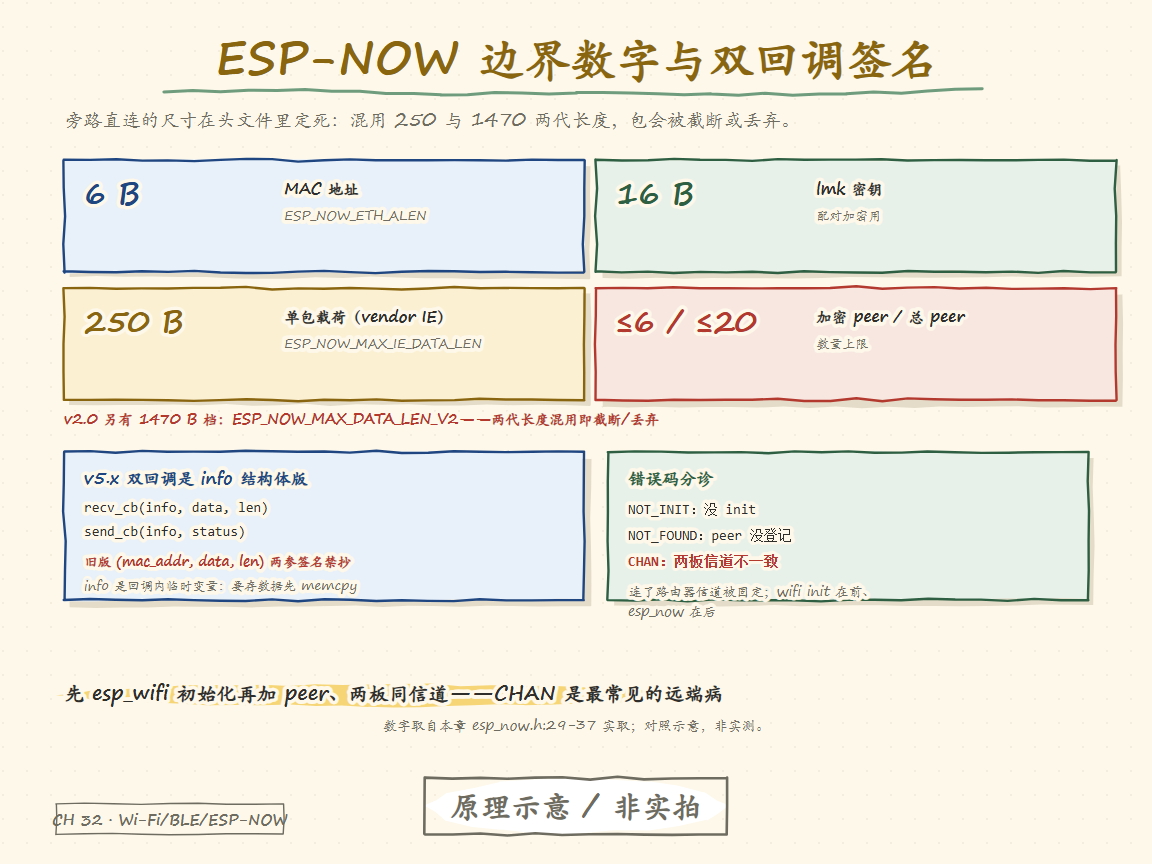 ESP-NOW 边界数字与双回调签名
旁路直连的尺寸在头文件里定死：混用 250 与 1470 两代长度，包会被截断或丢弃。
6 B
MAC 地址
ESP_NOW_ETH_ALEN
16 B
lmk 密钥
配对加密用
250 B
单包载荷（vendor IE）
ESP_NOW_MAX_IE_DATA_LEN
≤6 / ≤20
加密 peer / 总 peer
数量上限
v2.0 另有 1470 B 档：ESP_NOW_MAX_DATA_LEN_V2——两代长度混用即截断/丢弃
v5.x 双回调是 info 结构体版
recv_cb(info, data, len)
send_cb(info, status)
旧版 (mac_addr, data, len) 两参签名禁抄
info 是回调内临时变量：要存数据先 memcpy
错误码分诊
NOT_INIT：没 init
NOT_FOUND：peer 没登记
CHAN：两板信道不一致
连了路由器信道被固定；wifi init 在前、
esp_now 在后
先 esp_wifi 初始化再加 peer、两板同信道——CHAN 是最常见的远端病
数字取自本章 esp_now.h:29-37 实取；对照示意，非实测。
原理示意 / 非实拍
CH 32 · Wi-Fi/BLE/ESP-NOW